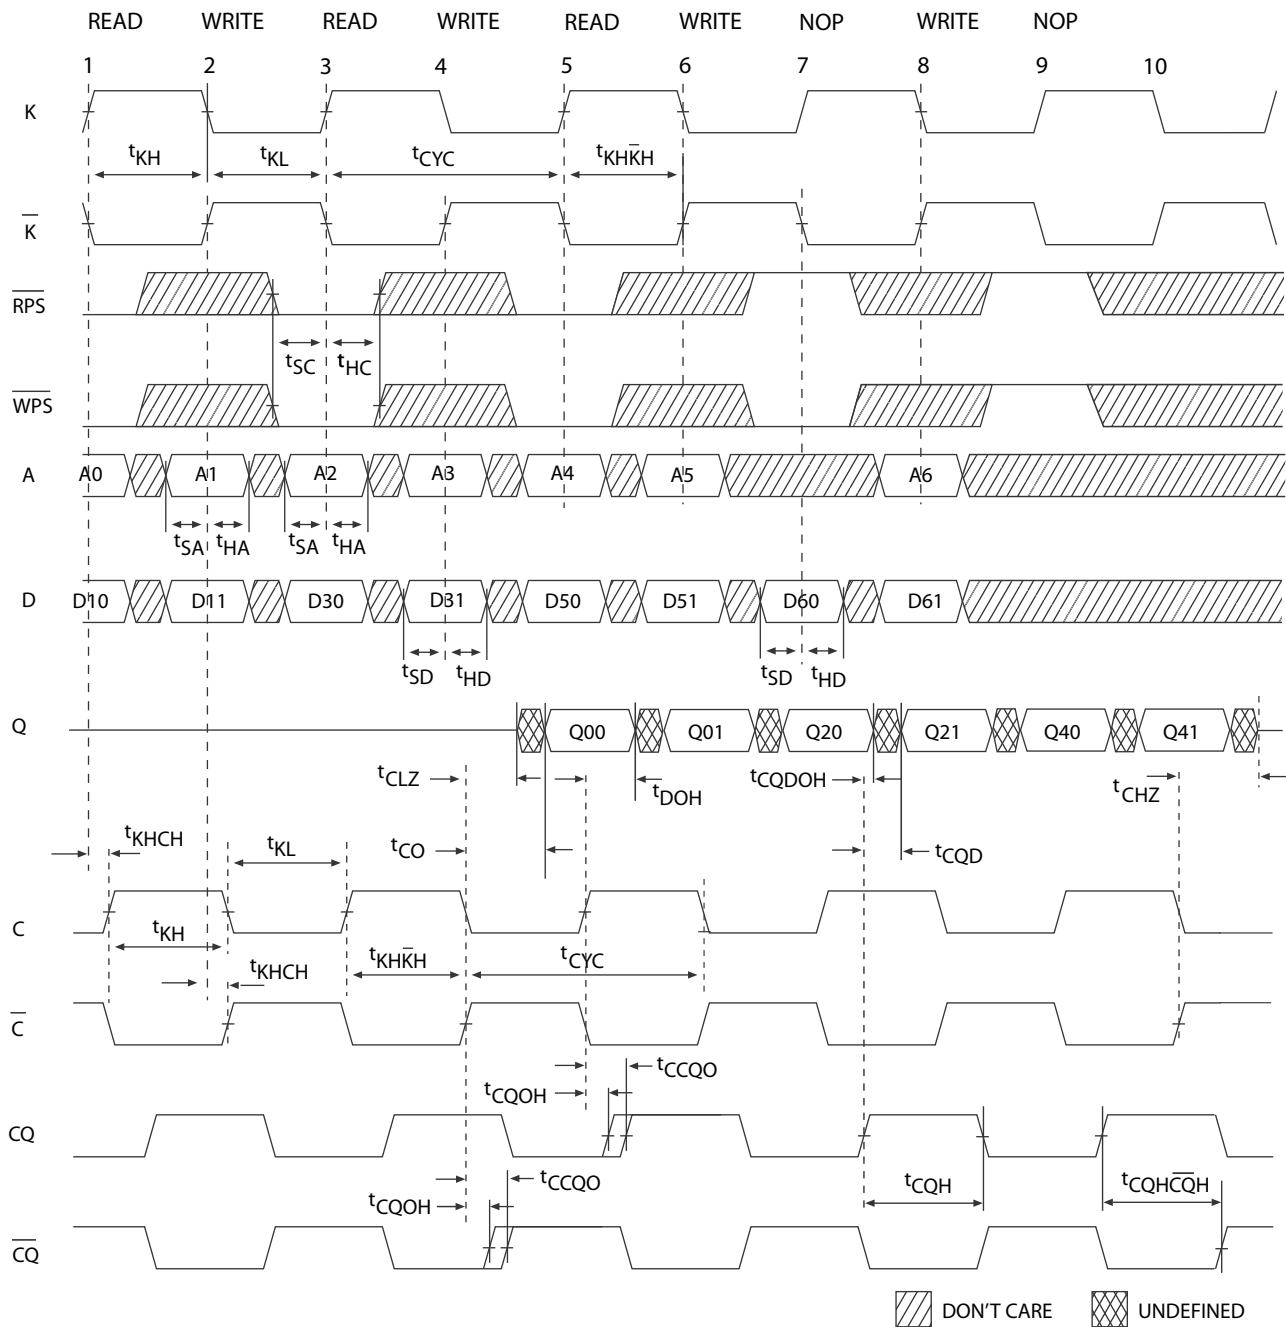 READ WRITE READ WRITE READ WRITE NOP WRITE NOP
1 2 3 4 5 6 7 8 9 10
K
tKH tKL tCYC tKHK̅H
K̅
R̅P̅S̅
tSC tHC
W̅P̅S̅
A A0 A1 A2 A3 A4 A5 A6
tSA tHA tSA tHA
D D10 D11 D30 D31 D50 D51 D60 D61
tSD tHD tSD tHD
Q Q00 Q01 Q20 Q21 Q40 Q41
tCLZ tDOH tCQDOH tCHZ
tKHCH tKL tCO tCQD
C
tKH tKHK̅H tCYC
tKHCH
C̅
tCCQO
tCQOH
CQ
tCCQO
tCQOH tCQH tCQHC̅Q̅H
C̅Q̅
DON'T CARE UNDEFINED